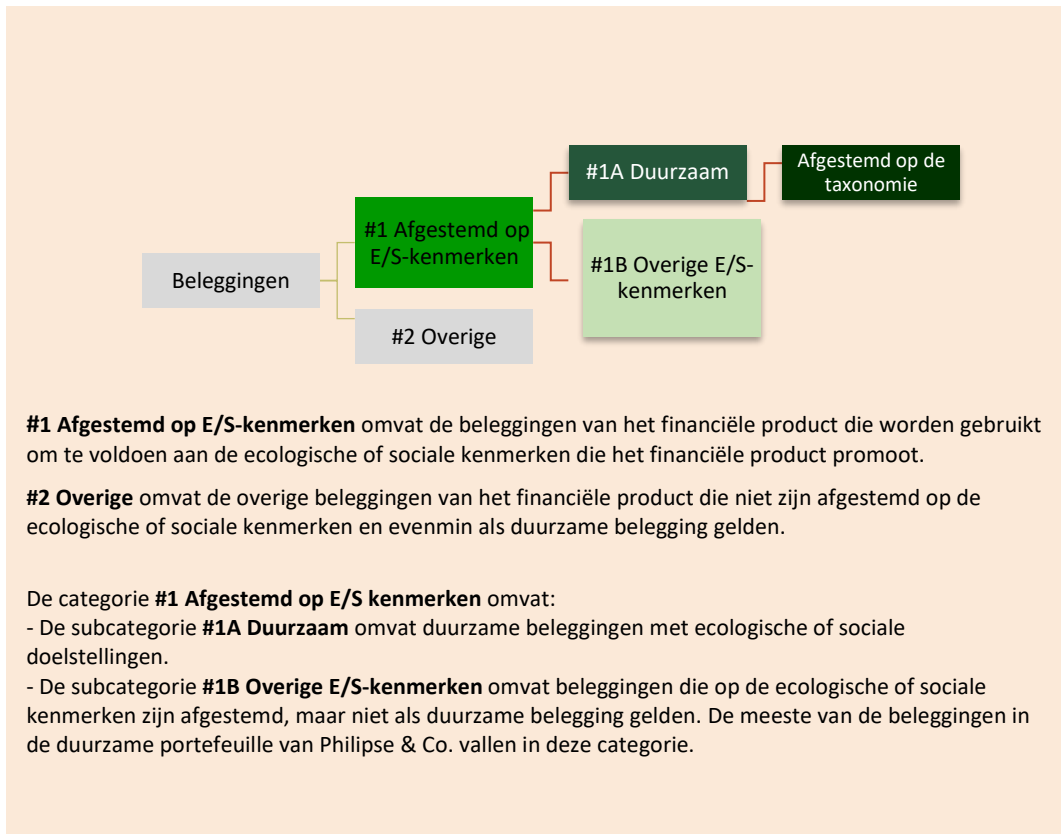 #1A Duurzaam
Afgestemd op de
taxonomie
#1 Afgestemd op
E/S-kenmerken
#1B Overige E/S-
kenmerken
Beleggingen
#2 Overige
#1 Afgestemd op E/S-kenmerken omvat de beleggingen van het financiële product die worden gebruikt
om te voldoen aan de ecologische of sociale kenmerken die het financiële product promoot.
#2 Overige omvat de overige beleggingen van het financiële product die niet zijn afgestemd op de
ecologische of sociale kenmerken en evenmin als duurzame belegging gelden.
De categorie #1 Afgestemd op E/S kenmerken omvat:
- De subcategorie #1A Duurzaam omvat duurzame beleggingen met ecologische of sociale
doelstellingen.
- De subcategorie #1B Overige E/S-kenmerken omvat beleggingen die op de ecologische of sociale
kenmerken zijn afgestemd, maar niet als duurzame belegging gelden. De meeste van de beleggingen in
de duurzame portefeuille van Philipse & Co. vallen in deze categorie.